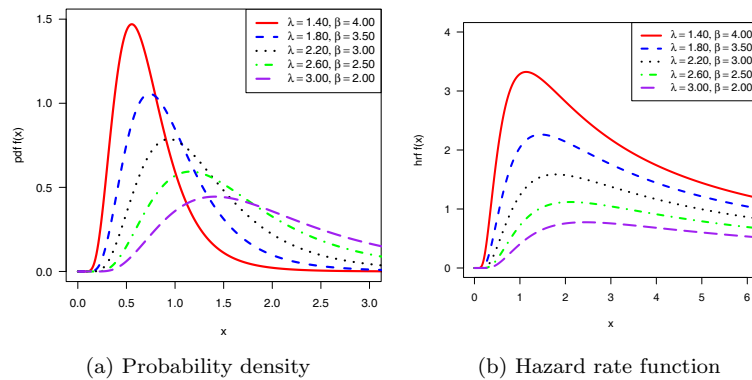 λ = 1.40, β = 4.00
λ = 1.80, β = 3.50
λ = 2.20, β = 3.00
λ = 2.60, β = 2.50
λ = 3.00, β = 2.00
pdf f(x)
1.5
1.0
0.5
0.0
0.0 0.5 1.0 1.5 2.0 2.5 3.0
x
(a) Probability density
λ = 1.40, β = 4.00
λ = 1.80, β = 3.50
λ = 2.20, β = 3.00
λ = 2.60, β = 2.50
λ = 3.00, β = 2.00
hrf f(x)
4
3
2
1
0
0 1 2 3 4 5 6
x
(b) Hazard rate function